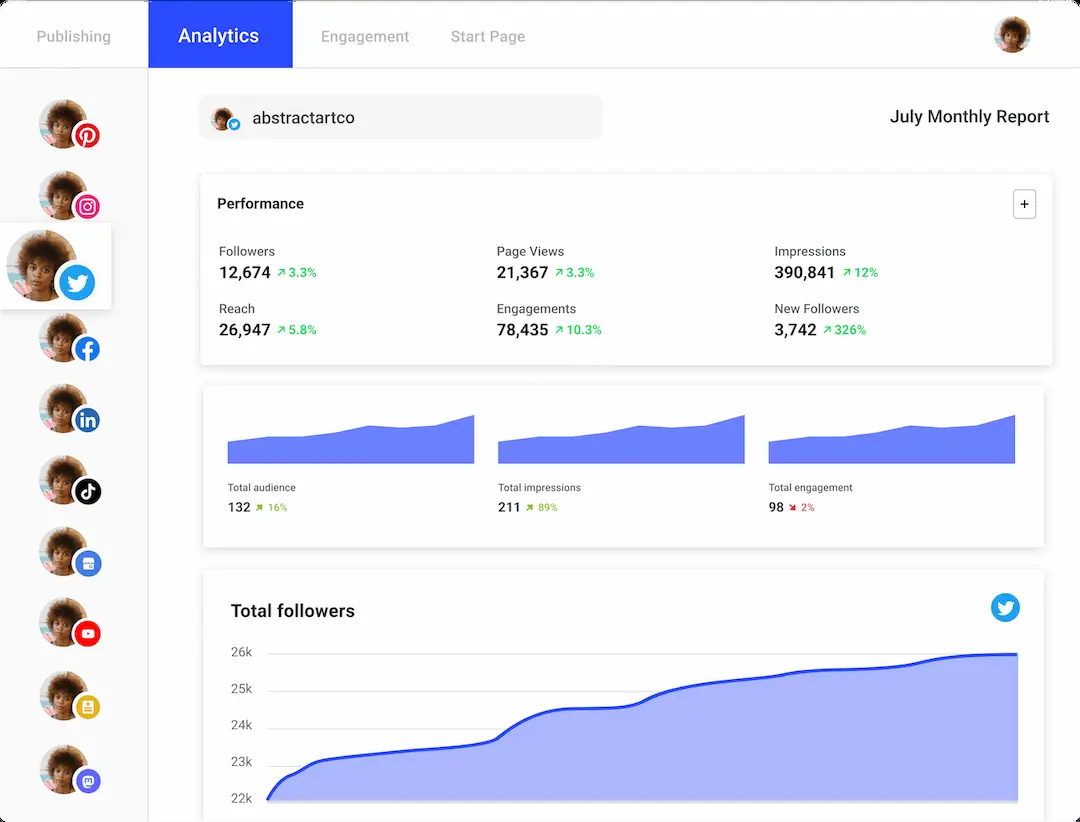 Publishing
Analytics
Engagement
Start Page
abstractartco
July Monthly Report
Performance
+
Followers
12,674 3.3%
Page Views
21,367 3.3%
Impressions
390,841 12%
Reach
26,947 5.8%
Engagements
78,435 10.3%
New Followers
3,742 326%
Total audience
132 16%
Total impressions
211 89%
Total engagement
98 2%
Total followers
26k
25k
24k
23k
22k
in